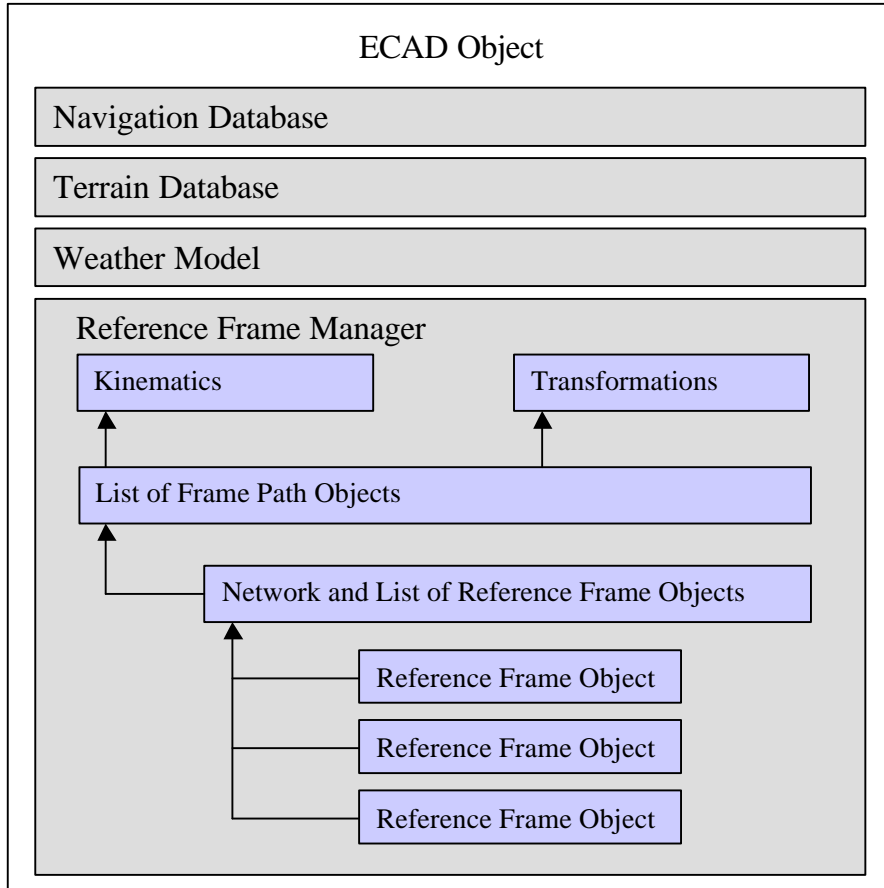 ECAD Object
Navigation Database
Terrain Database
Weather Model
Reference Frame Manager
Kinematics
Transformations
List of Frame Path Objects
Network and List of Reference Frame Objects
Reference Frame Object
Reference Frame Object
Reference Frame Object